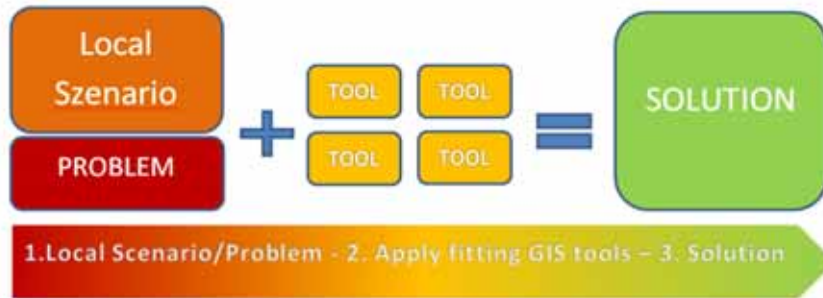 Local
Szenario
PROBLEM
TOOL
TOOL
TOOL
TOOL
SOLUTION
1.Local Scenario/Problem - 2. Apply fitting GIS tools – 3. Solution